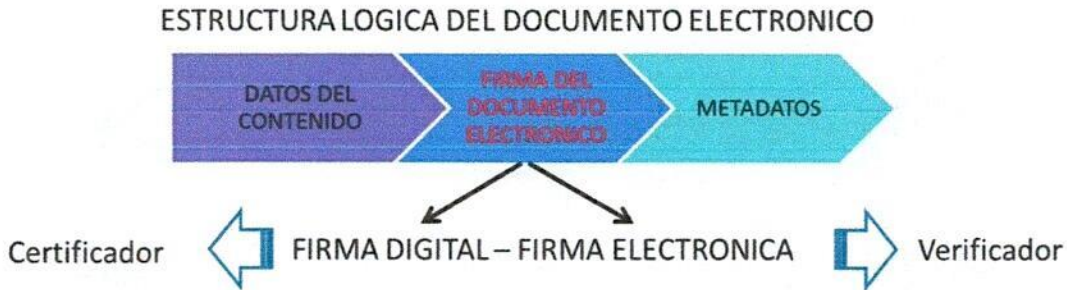 ESTRUCTURA LOGICA DEL DOCUMENTO ELECTRONICO
DATOS DEL
CONTENIDO
FIRMA DEL
DOCUMENTO
ELECTRONICO
METADATOS
Certificador
FIRMA DIGITAL – FIRMA ELECTRONICA
Verificador